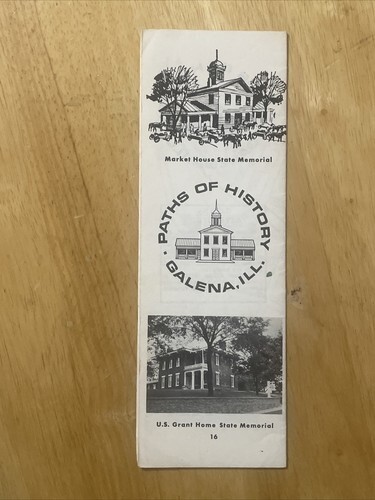 Market House State Memorial
• PATHS OF HISTORY •
GALENA, ILL.
U.S. Grant Home State Memorial
16